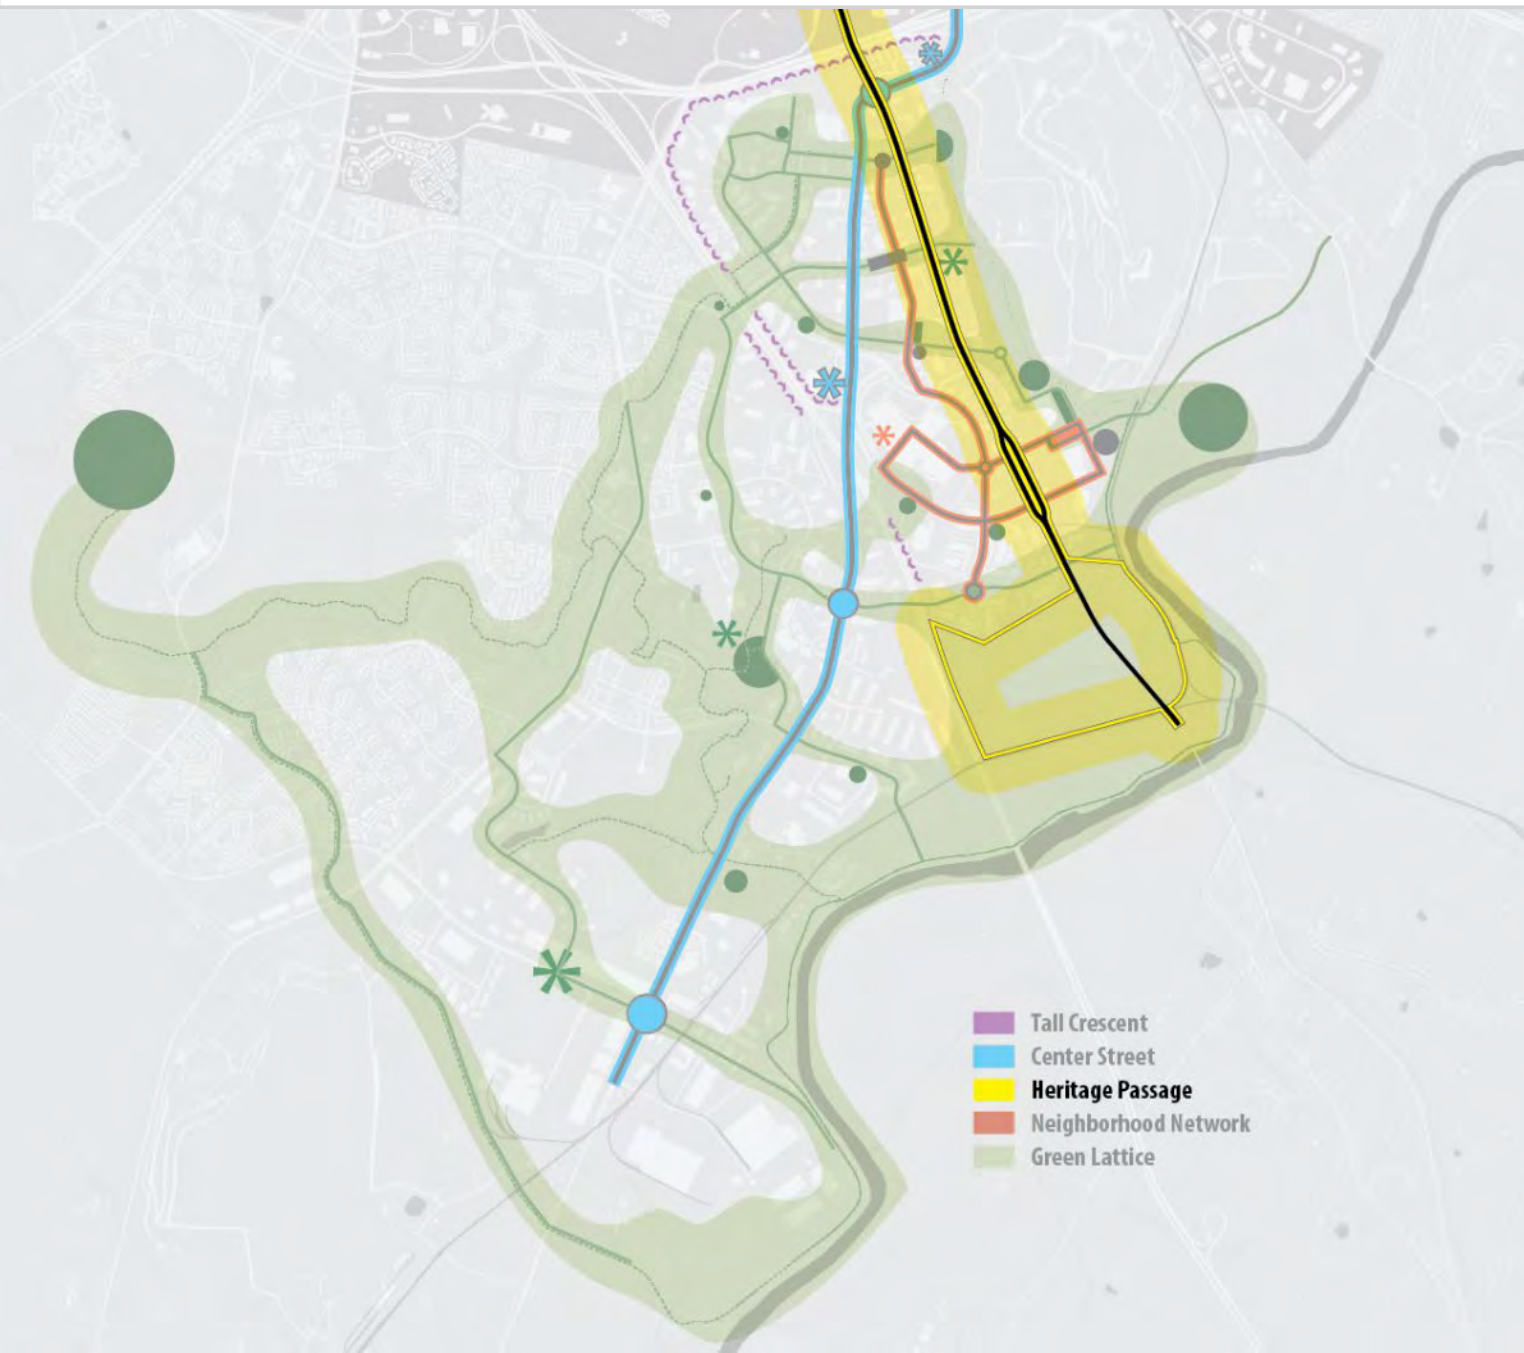 Tall Crescent
Center Street
Heritage Passage
Neighborhood Network
Green Lattice